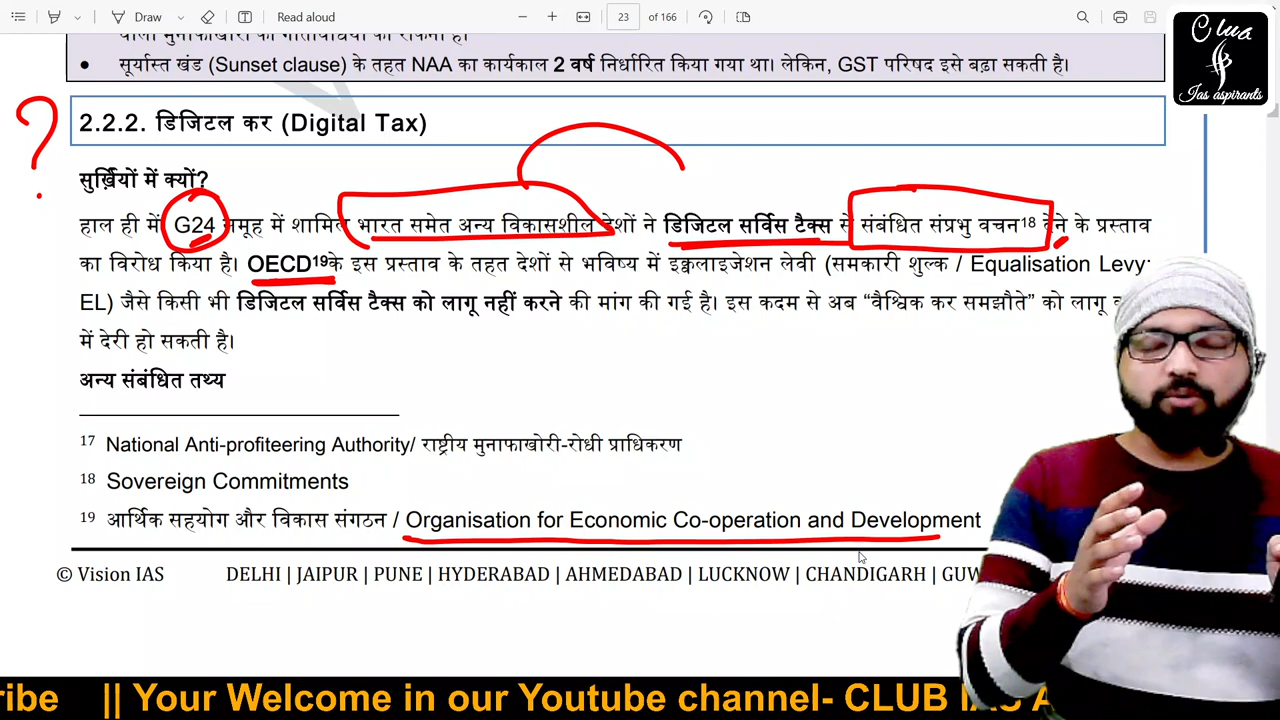 Draw
Read aloud
23
of 166
Clua
Ias aspirants
• सूर्यास्त खंड (Sunset clause) के तहत NAA का कार्यकाल 2 वर्ष निर्धारित किया गया था। लेकिन, GST परिषद इसे बढ़ा सकती है।
?
2.2.2. डिजिटल कर (Digital Tax)
सुर्ख़ियों में क्यों?
हाल ही में G24 समूह में शामिल भारत समेत अन्य विकासशील देशों ने डिजिटल सर्विस टैक्स से संबंधित संप्रभु वचन18 देने के प्रस्ताव
का विरोध किया है। OECD19के इस प्रस्ताव के तहत देशों से भविष्य में इक्वलाइजेशन लेवी (समकारी शुल्क / Equalisation Levy:
EL) जैसे किसी भी डिजिटल सर्विस टैक्स को लागू नहीं करने की मांग की गई है। इस कदम से अब “वैश्विक कर समझौते” को लागू
में देरी हो सकती है।
अन्य संबंधित तथ्य
17 National Anti-profiteering Authority/ राष्ट्रीय मुनाफाखोरी-रोधी प्राधिकरण
18 Sovereign Commitments
19 आर्थिक सहयोग और विकास संगठन / Organisation for Economic Co-operation and Development
© Vision IAS DELHI | JAIPUR | PUNE | HYDERABAD | AHMEDABAD | LUCKNOW | CHANDIGARH | GUW
ribe || Your Welcome in our Youtube channel- CLUB IAS A